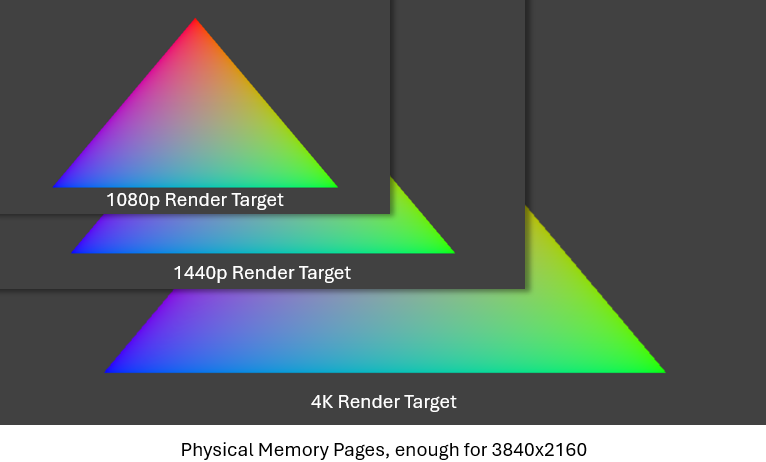 1080p Render Target
1440p Render Target
4K Render Target
Physical Memory Pages, enough for 3840x2160